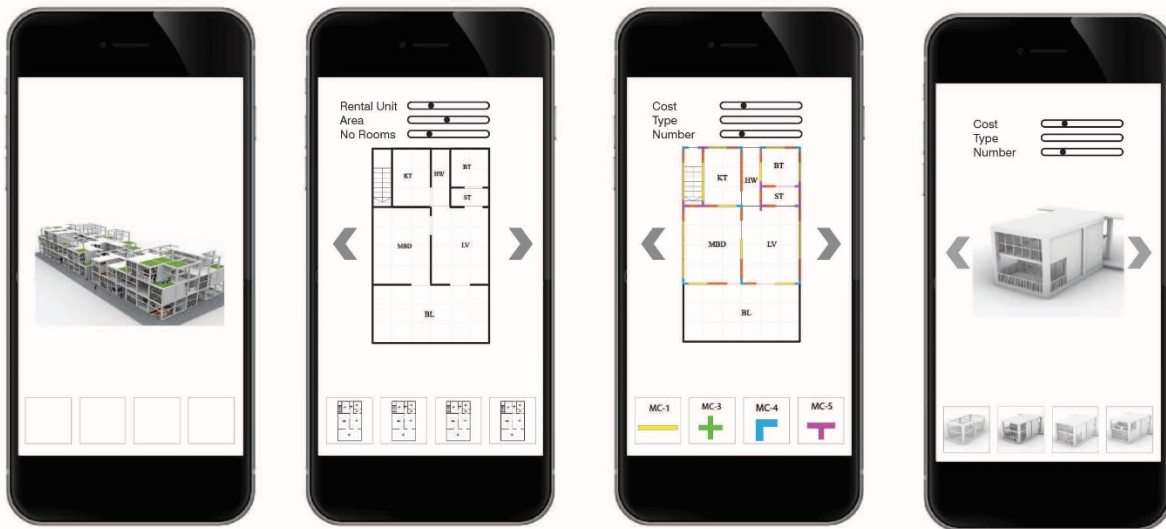 Rental Unit
Area
No Rooms
KT
HW
BT
ST
MBD
LV
BL
Cost
Type
Number
KT
HW
BT
ST
MBD
LV
BL
MC-1
MC-3
MC-4
MC-5
Cost
Type
Number